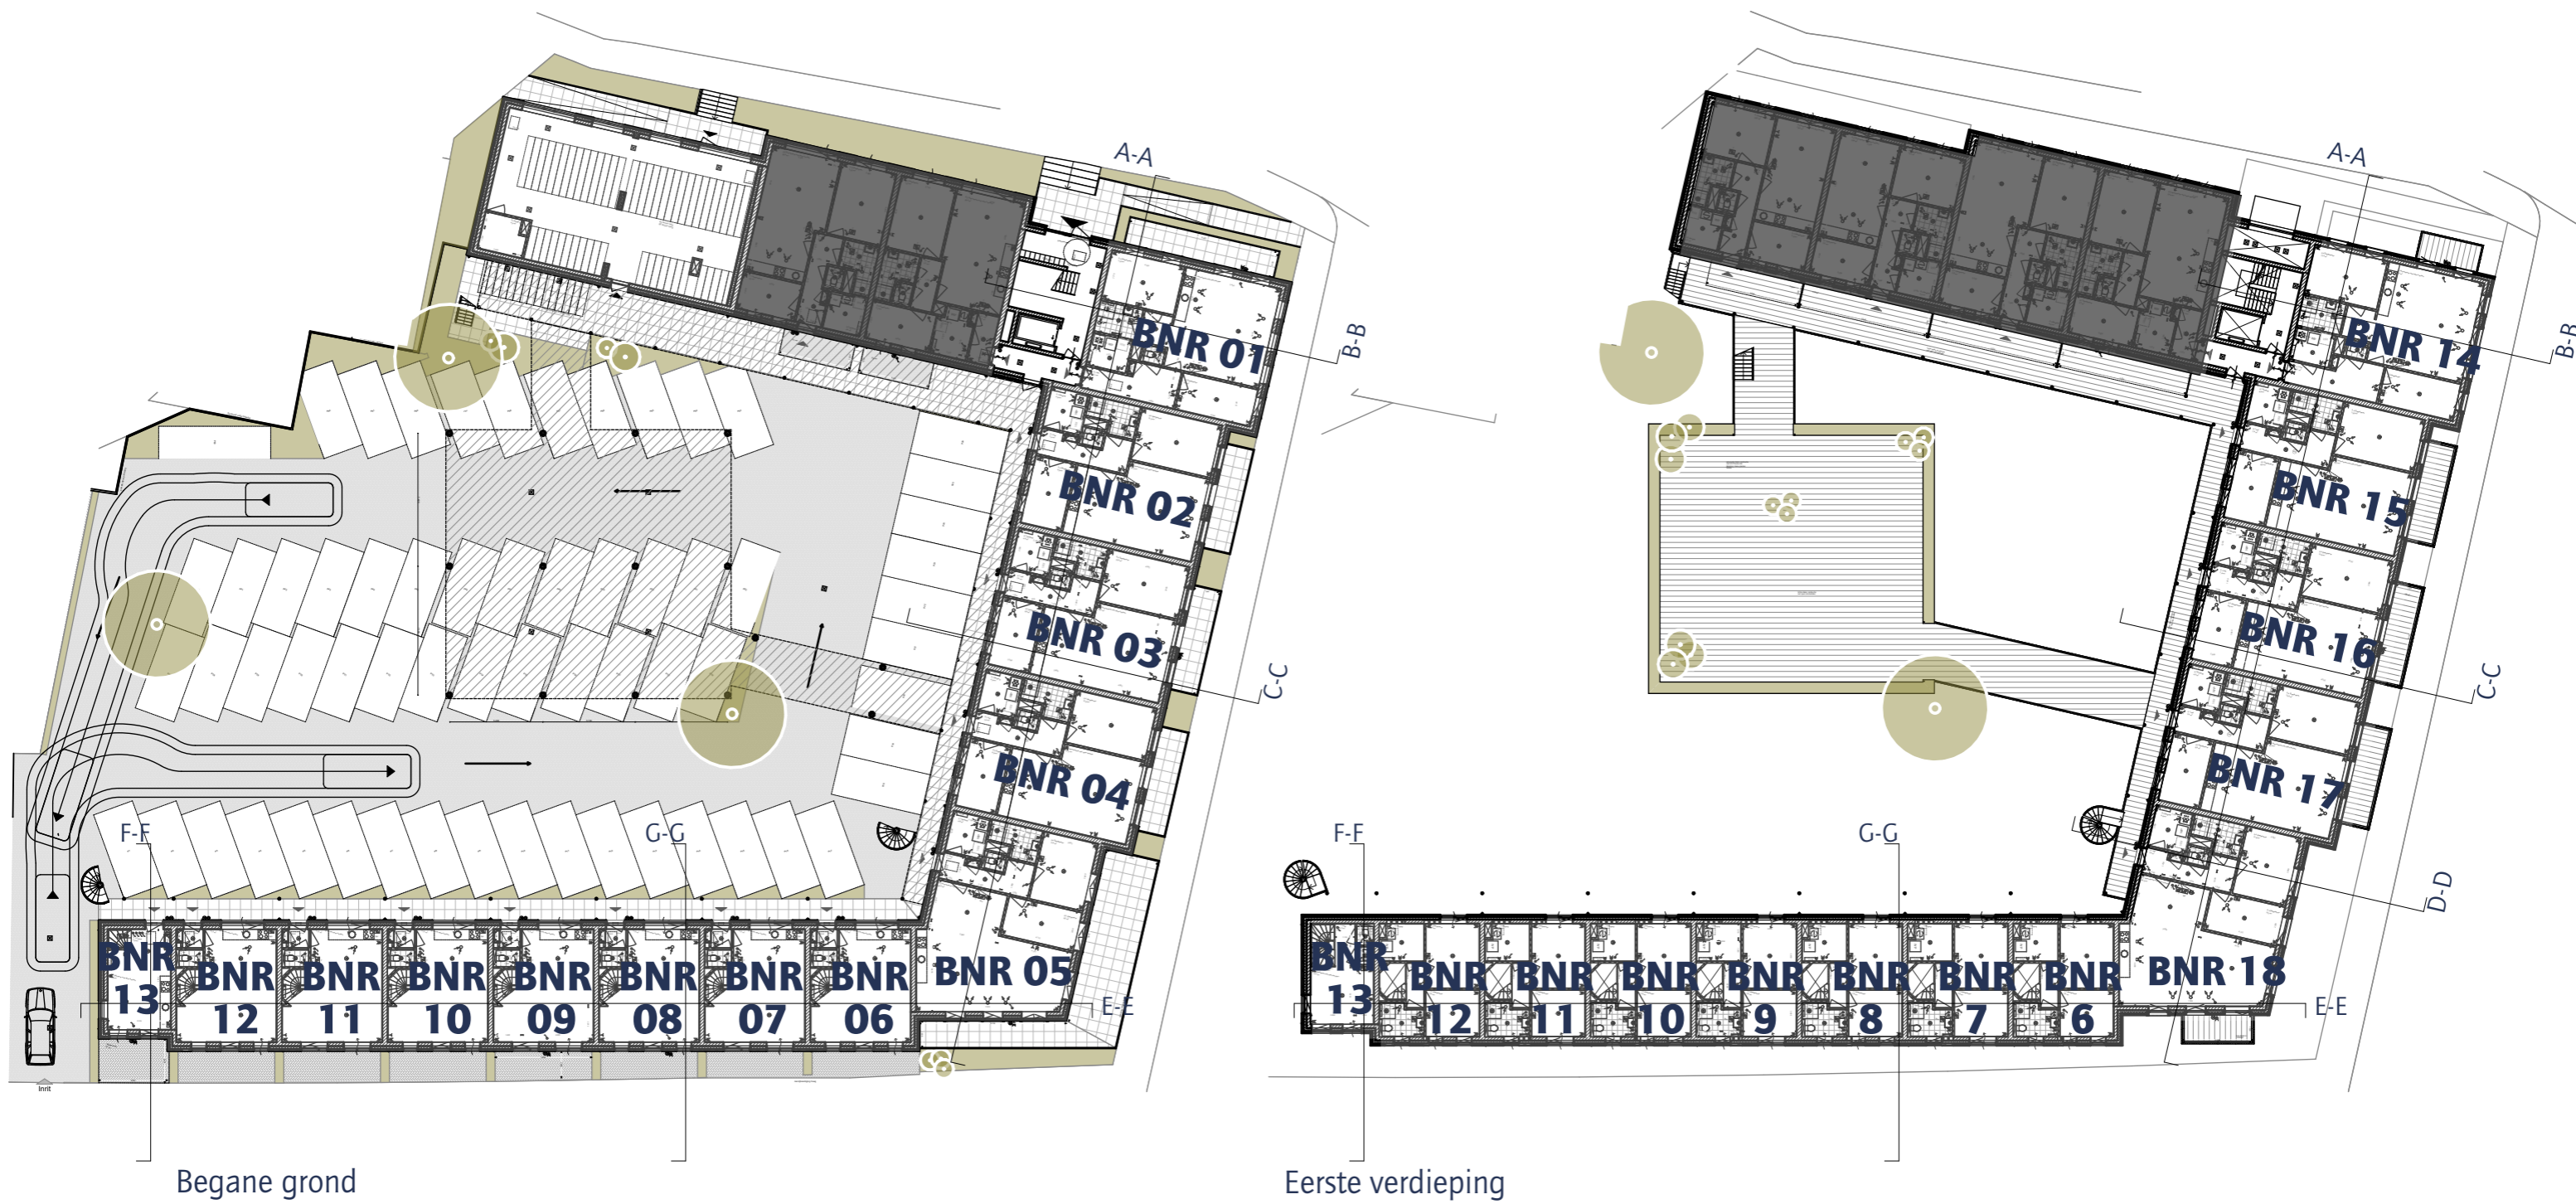 A-A
BNR 01
B-B
BNR 02
BNR 03
C-C
BNR 04
F-F
G-G
BNR 05
BNR
13
BNR
12
BNR
11
BNR
10
BNR
09
BNR
08
BNR
07
BNR
06
E-E
Inrit
Begane grond
A-A
BNR 14
B-B
BNR 15
BNR 16
C-C
BNR 17
F-F
G-G
D-D
BNR 18
BNR
13
BNR
12
BNR
11
BNR
10
BNR
9
BNR
8
BNR
7
BNR
6
E-E
Eerste verdieping